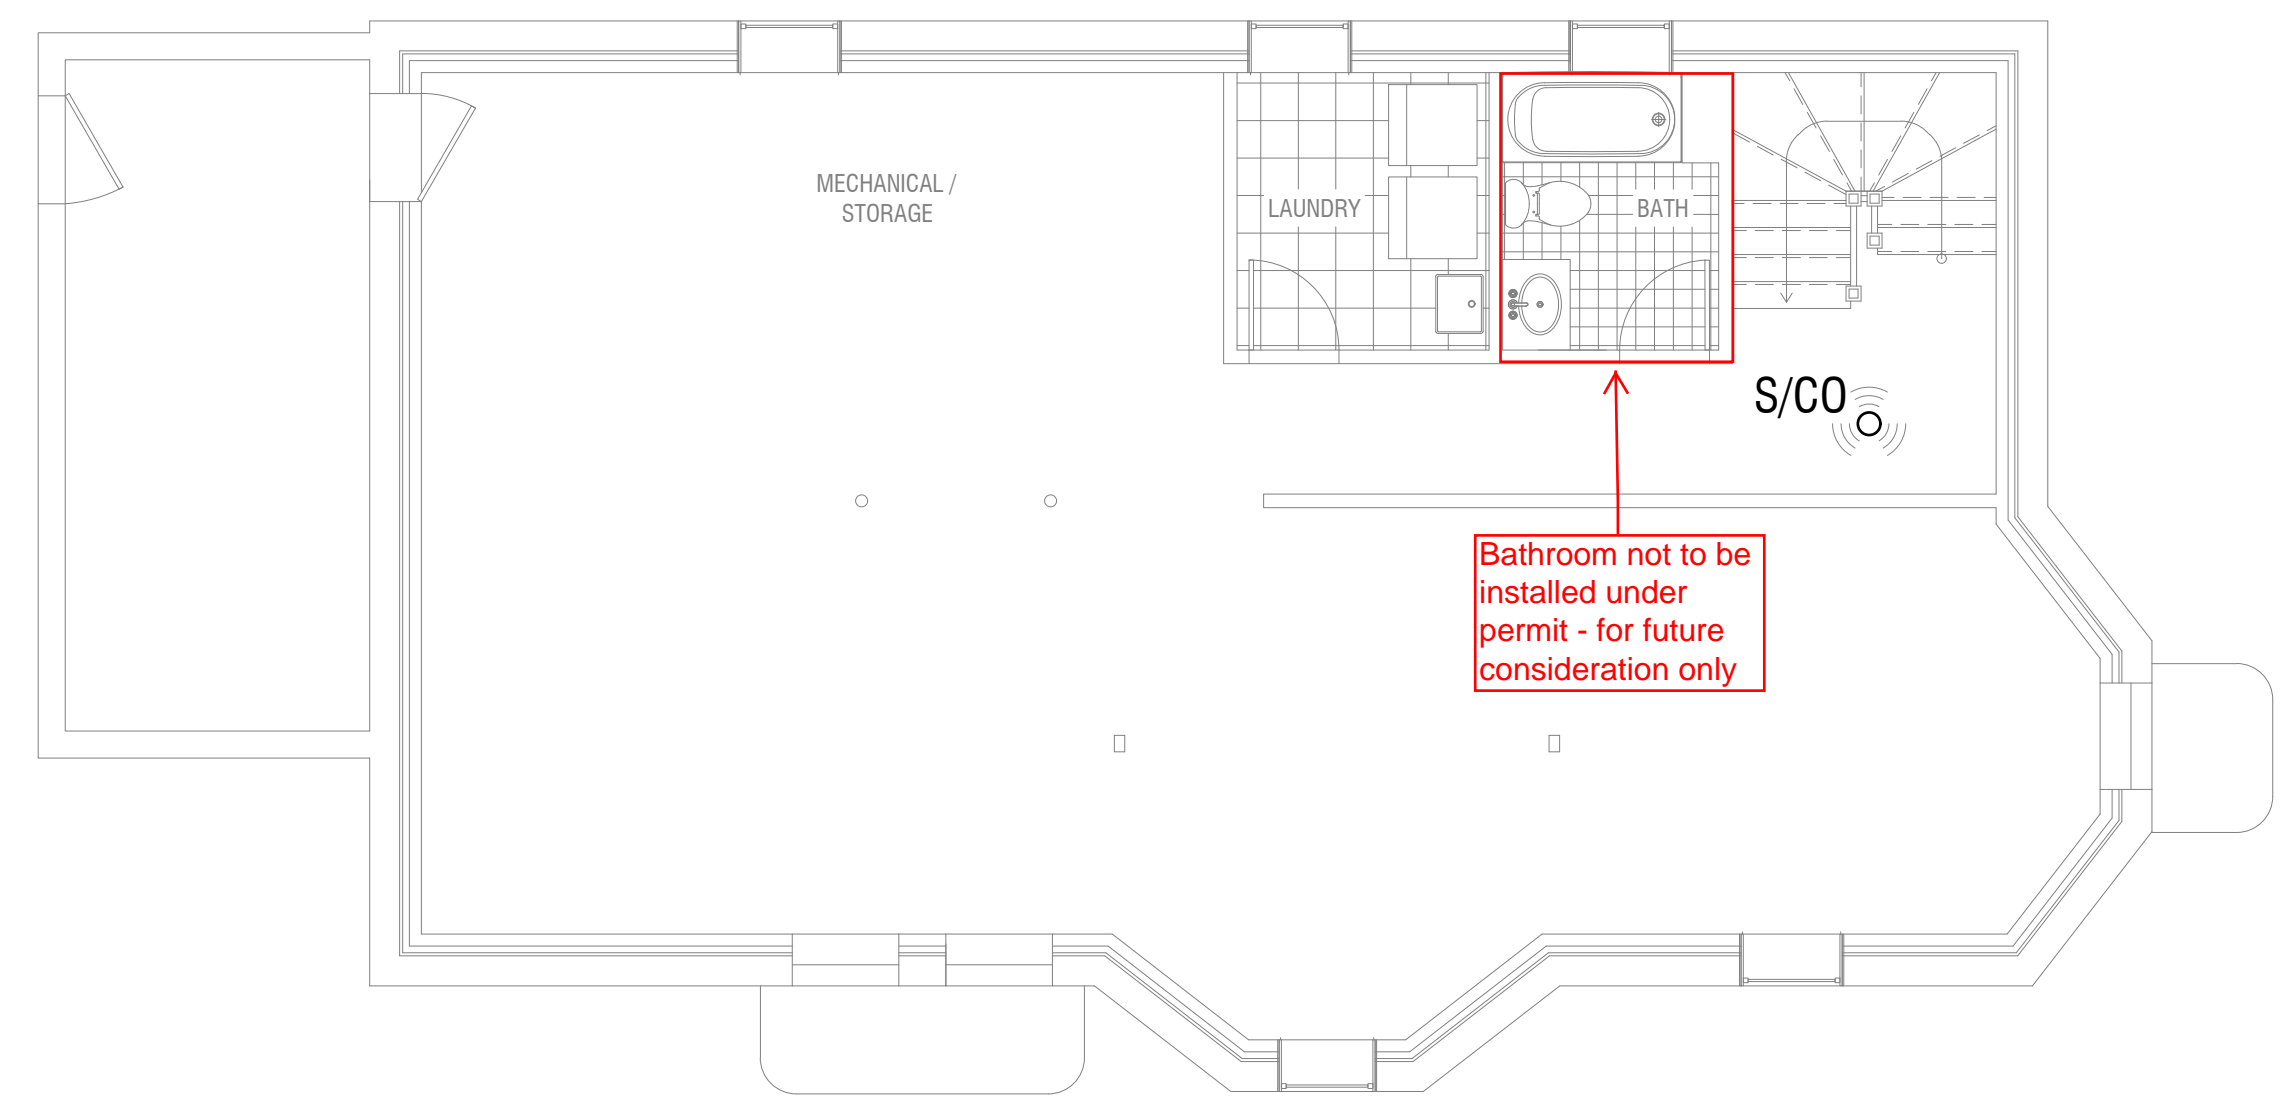 MECHANICAL /
STORAGE
LAUNDRY
BATH
S/CO
Bathroom not to be
installed under
permit - for future
consideration only